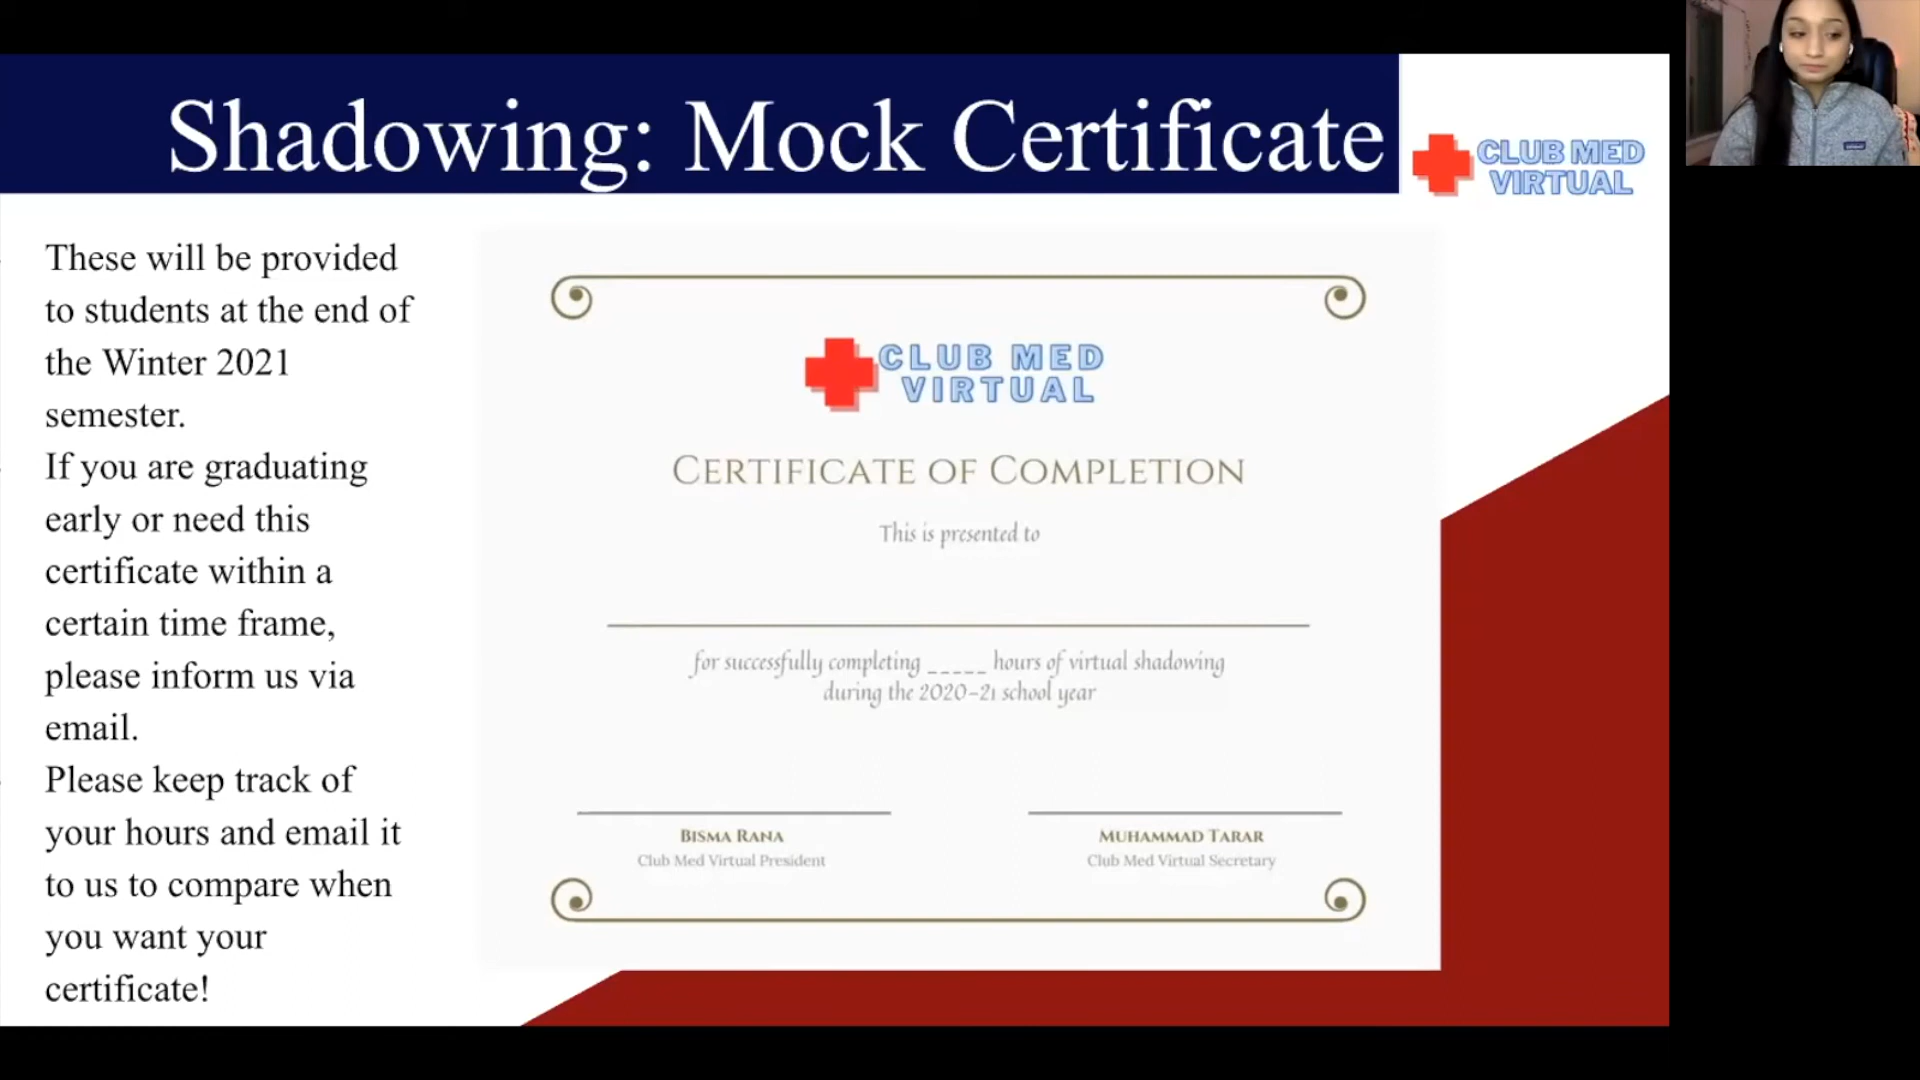 Shadowing: Mock Certificate
CLUB MED
VIRTUAL
These will be provided
to students at the end of
the Winter 2021
semester.
If you are graduating
early or need this
certificate within a
certain time frame,
please inform us via
email.
Please keep track of
your hours and email it
to us to compare when
you want your
certificate!
CLUB MED
VIRTUAL
CERTIFICATE OF COMPLETION
This is presented to
for successfully completing _____ hours of virtual shadowing
during the 2020-21 school year
BISMA RANA
Club Med Virtual President
MUHAMMAD TARAR
Club Med Virtual Secretary